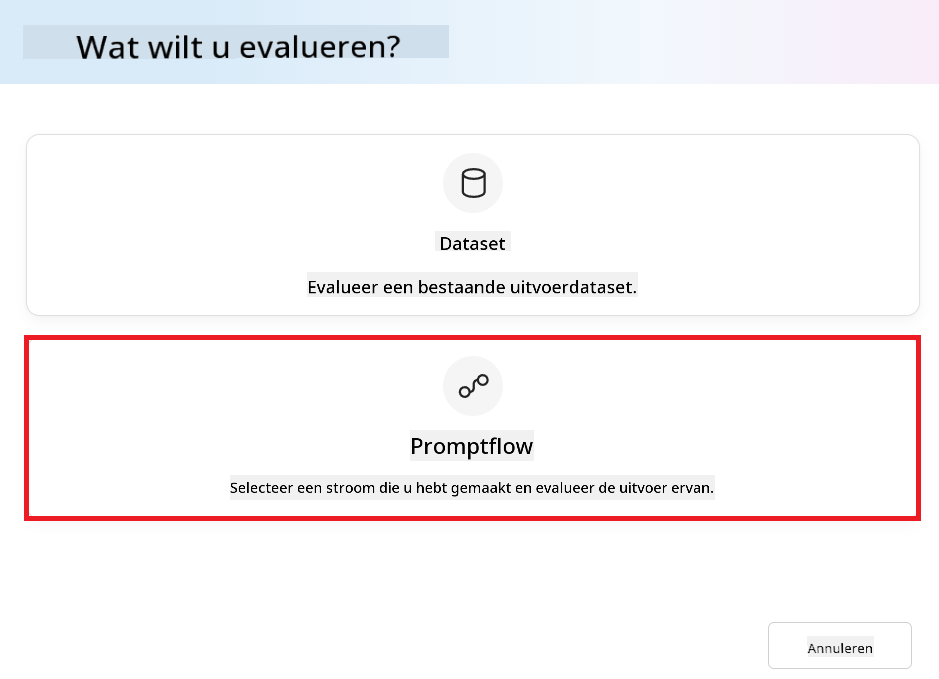 Wat wilt u evalueren?
Dataset
Evalueer een bestaande uitvoerdataset.
Promptflow
Selecteer een stroom die u hebt gemaakt en evalueer de uitvoer ervan.
Annuleren